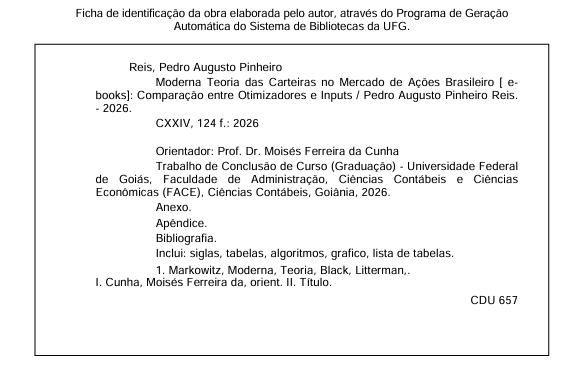 Ficha de identificação da obra elaborada pelo autor, através do Programa de Geração
Automática do Sistema de Bibliotecas da UFG.
Reis, Pedro Augusto Pinheiro
Moderna Teoria das Carteiras no Mercado de Ações Brasileiro [ e-
books]: Comparação entre Otimizadores e Inputs / Pedro Augusto Pinheiro Reis.
- 2026.
CXXIV, 124 f.: 2026
Orientador: Prof. Dr. Moisés Ferreira da Cunha
Trabalho de Conclusão de Curso (Graduação) - Universidade Federal
de Goiás, Faculdade de Administração, Ciências Contábeis e Ciências
Econômicas (FACE), Ciências Contábeis, Goiânia, 2026.
Anexo.
Apêndice.
Bibliografia.
Inclui: siglas, tabelas, algoritmos, grafico, lista de tabelas.
1. Markowitz, Moderna, Teoria, Black, Litterman,.
I. Cunha, Moisés Ferreira da, orient. II. Título.
CDU 657